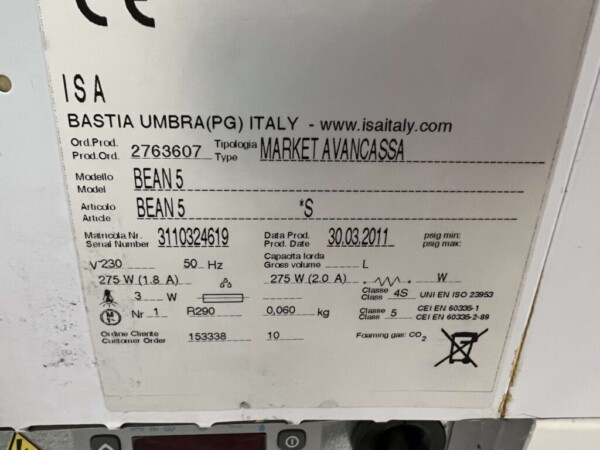 CE
ISA
BASTIA UMBRA(PG) ITALY - www.isaitaly.com
Ord.Prod. Prod.Ord. 2763607 Tipologia Type MARKET AVANCASSA
Modello Model BEAN 5
Articolo Article BEAN 5 *S
Matricola Nr. Serial Number 3110324619 Data Prod. Prod. Date 30.03.2011 psig min: psig max:
V~230 50 Hz Capacita lorda Gross volume L
275 W (1.8 A) 275 W (2.0 A) W
3 W Classe Class 4S UNI EN ISO 23953
Nr 1 R290 0,060 kg Classe Class 5 CEI EN 60335-1 CEI EN 60335-2-89
Ordine Cliente Customer Order 153338 10 Foaming gas: CO2